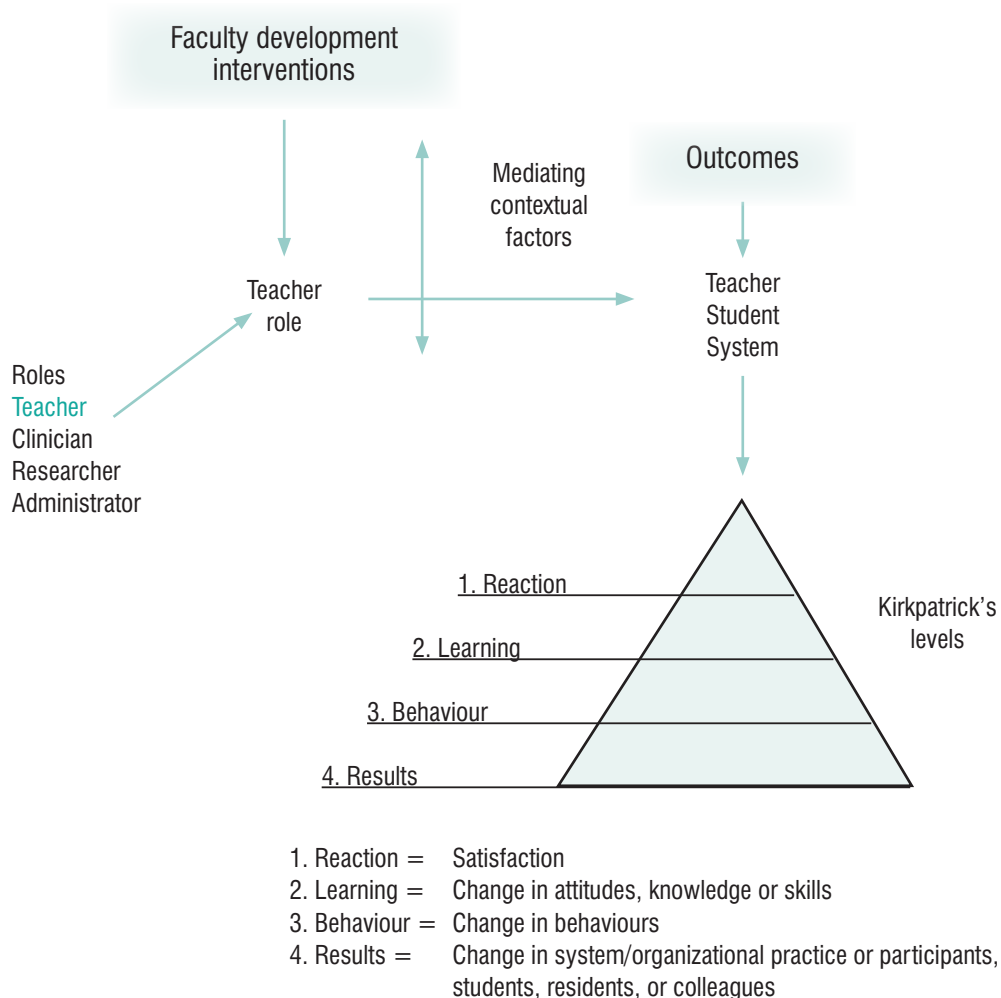 Faculty development
interventions
Outcomes
Mediating
contextual
factors
Teacher
role
Teacher
Student
System
Roles
Teacher
Clinician
Researcher
Administrator
1. Reaction
2. Learning
3. Behaviour
4. Results
Kirkpatrick’s
levels
1. Reaction = Satisfaction
2. Learning = Change in attitudes, knowledge or skills
3. Behaviour = Change in behaviours
4. Results = Change in system/organizational practice or participants,
students, residents, or colleagues